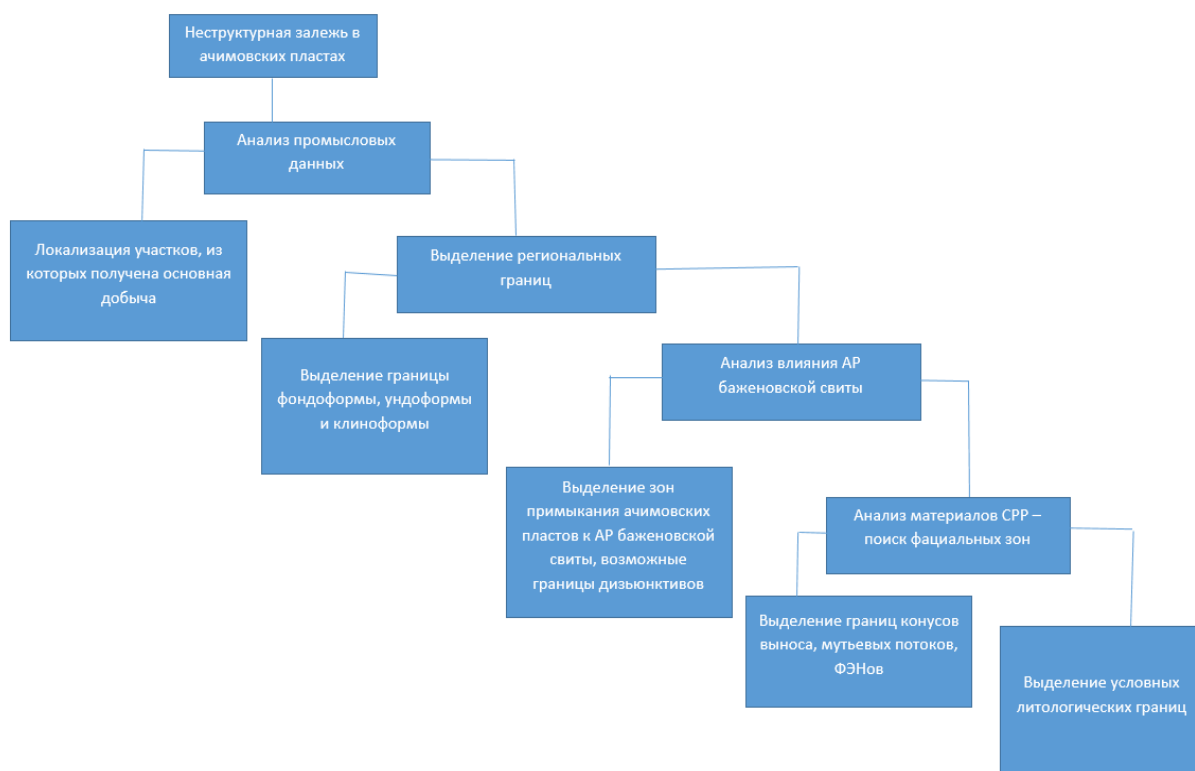 Неструктурная залежь в
ачимовских пластах
Анализ промысловых
данных
Локализация участков, из
которых получена основная
добыча
Выделение региональных
границ
Выделение границы
фондоформы, ундоформы
и клиноформы
Анализ влияния АР
баженовской свиты
Выделение зон
примыкания ачимовских
пластов к АР баженовской
свиты, возможные
границы дизьюнктивов
Анализ материалов СРР –
поиск фациальных зон
Выделение границ конусов
выноса, мутьевых потоков,
ФЭНов
Выделение условных
литологических границ